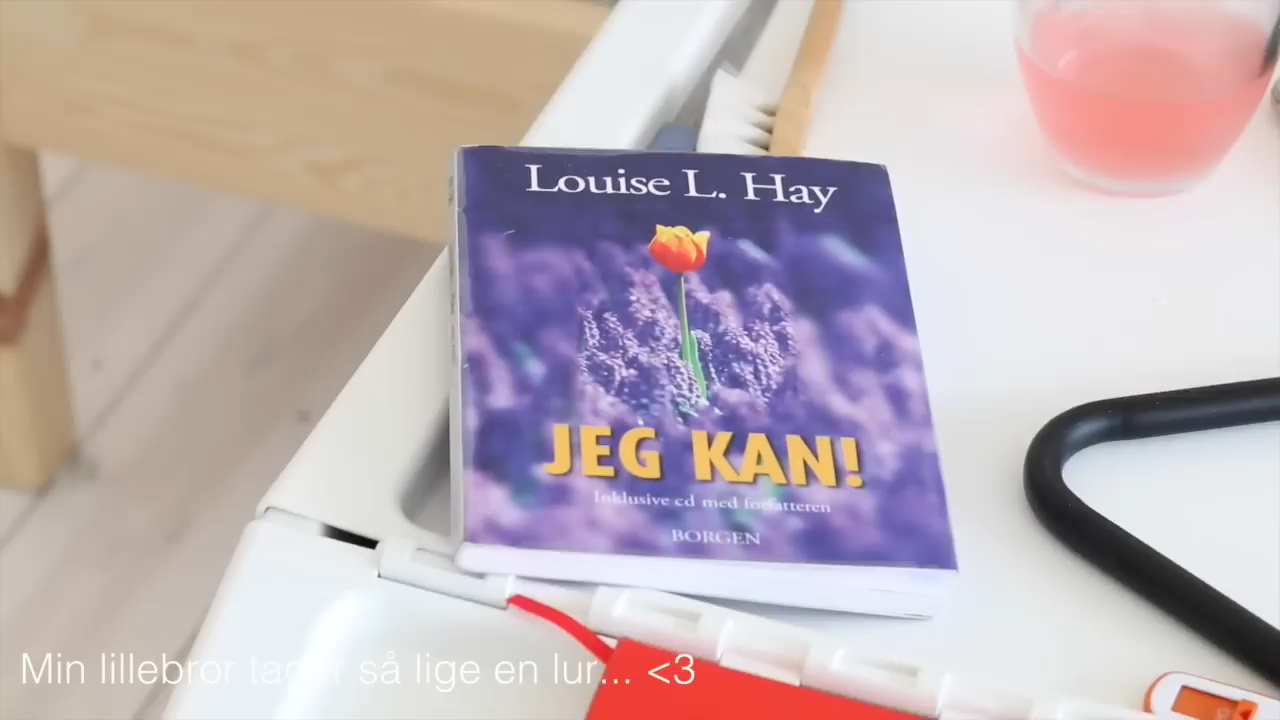 Louise L. Hay
JEG KAN!
Inklusive cd med forfatteren
BORGEN
Min lillebror tager så lige en lur... <3